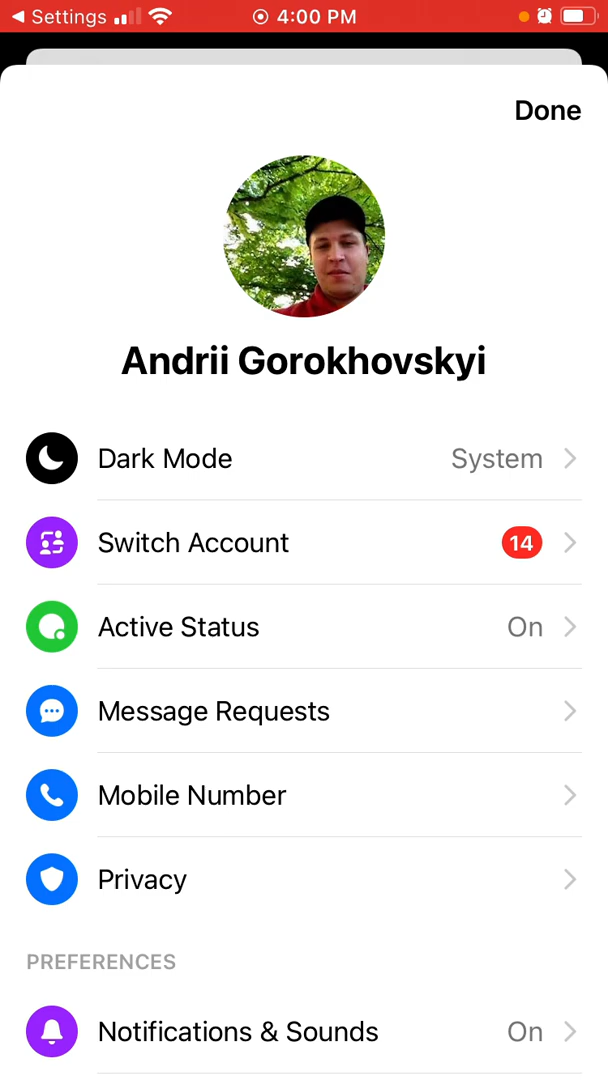 Settings 4:00 PM
Done
Andrii Gorokhovskyi
Dark Mode System
Switch Account 14
Active Status On
Message Requests
Mobile Number
Privacy
PREFERENCES
Notifications & Sounds On